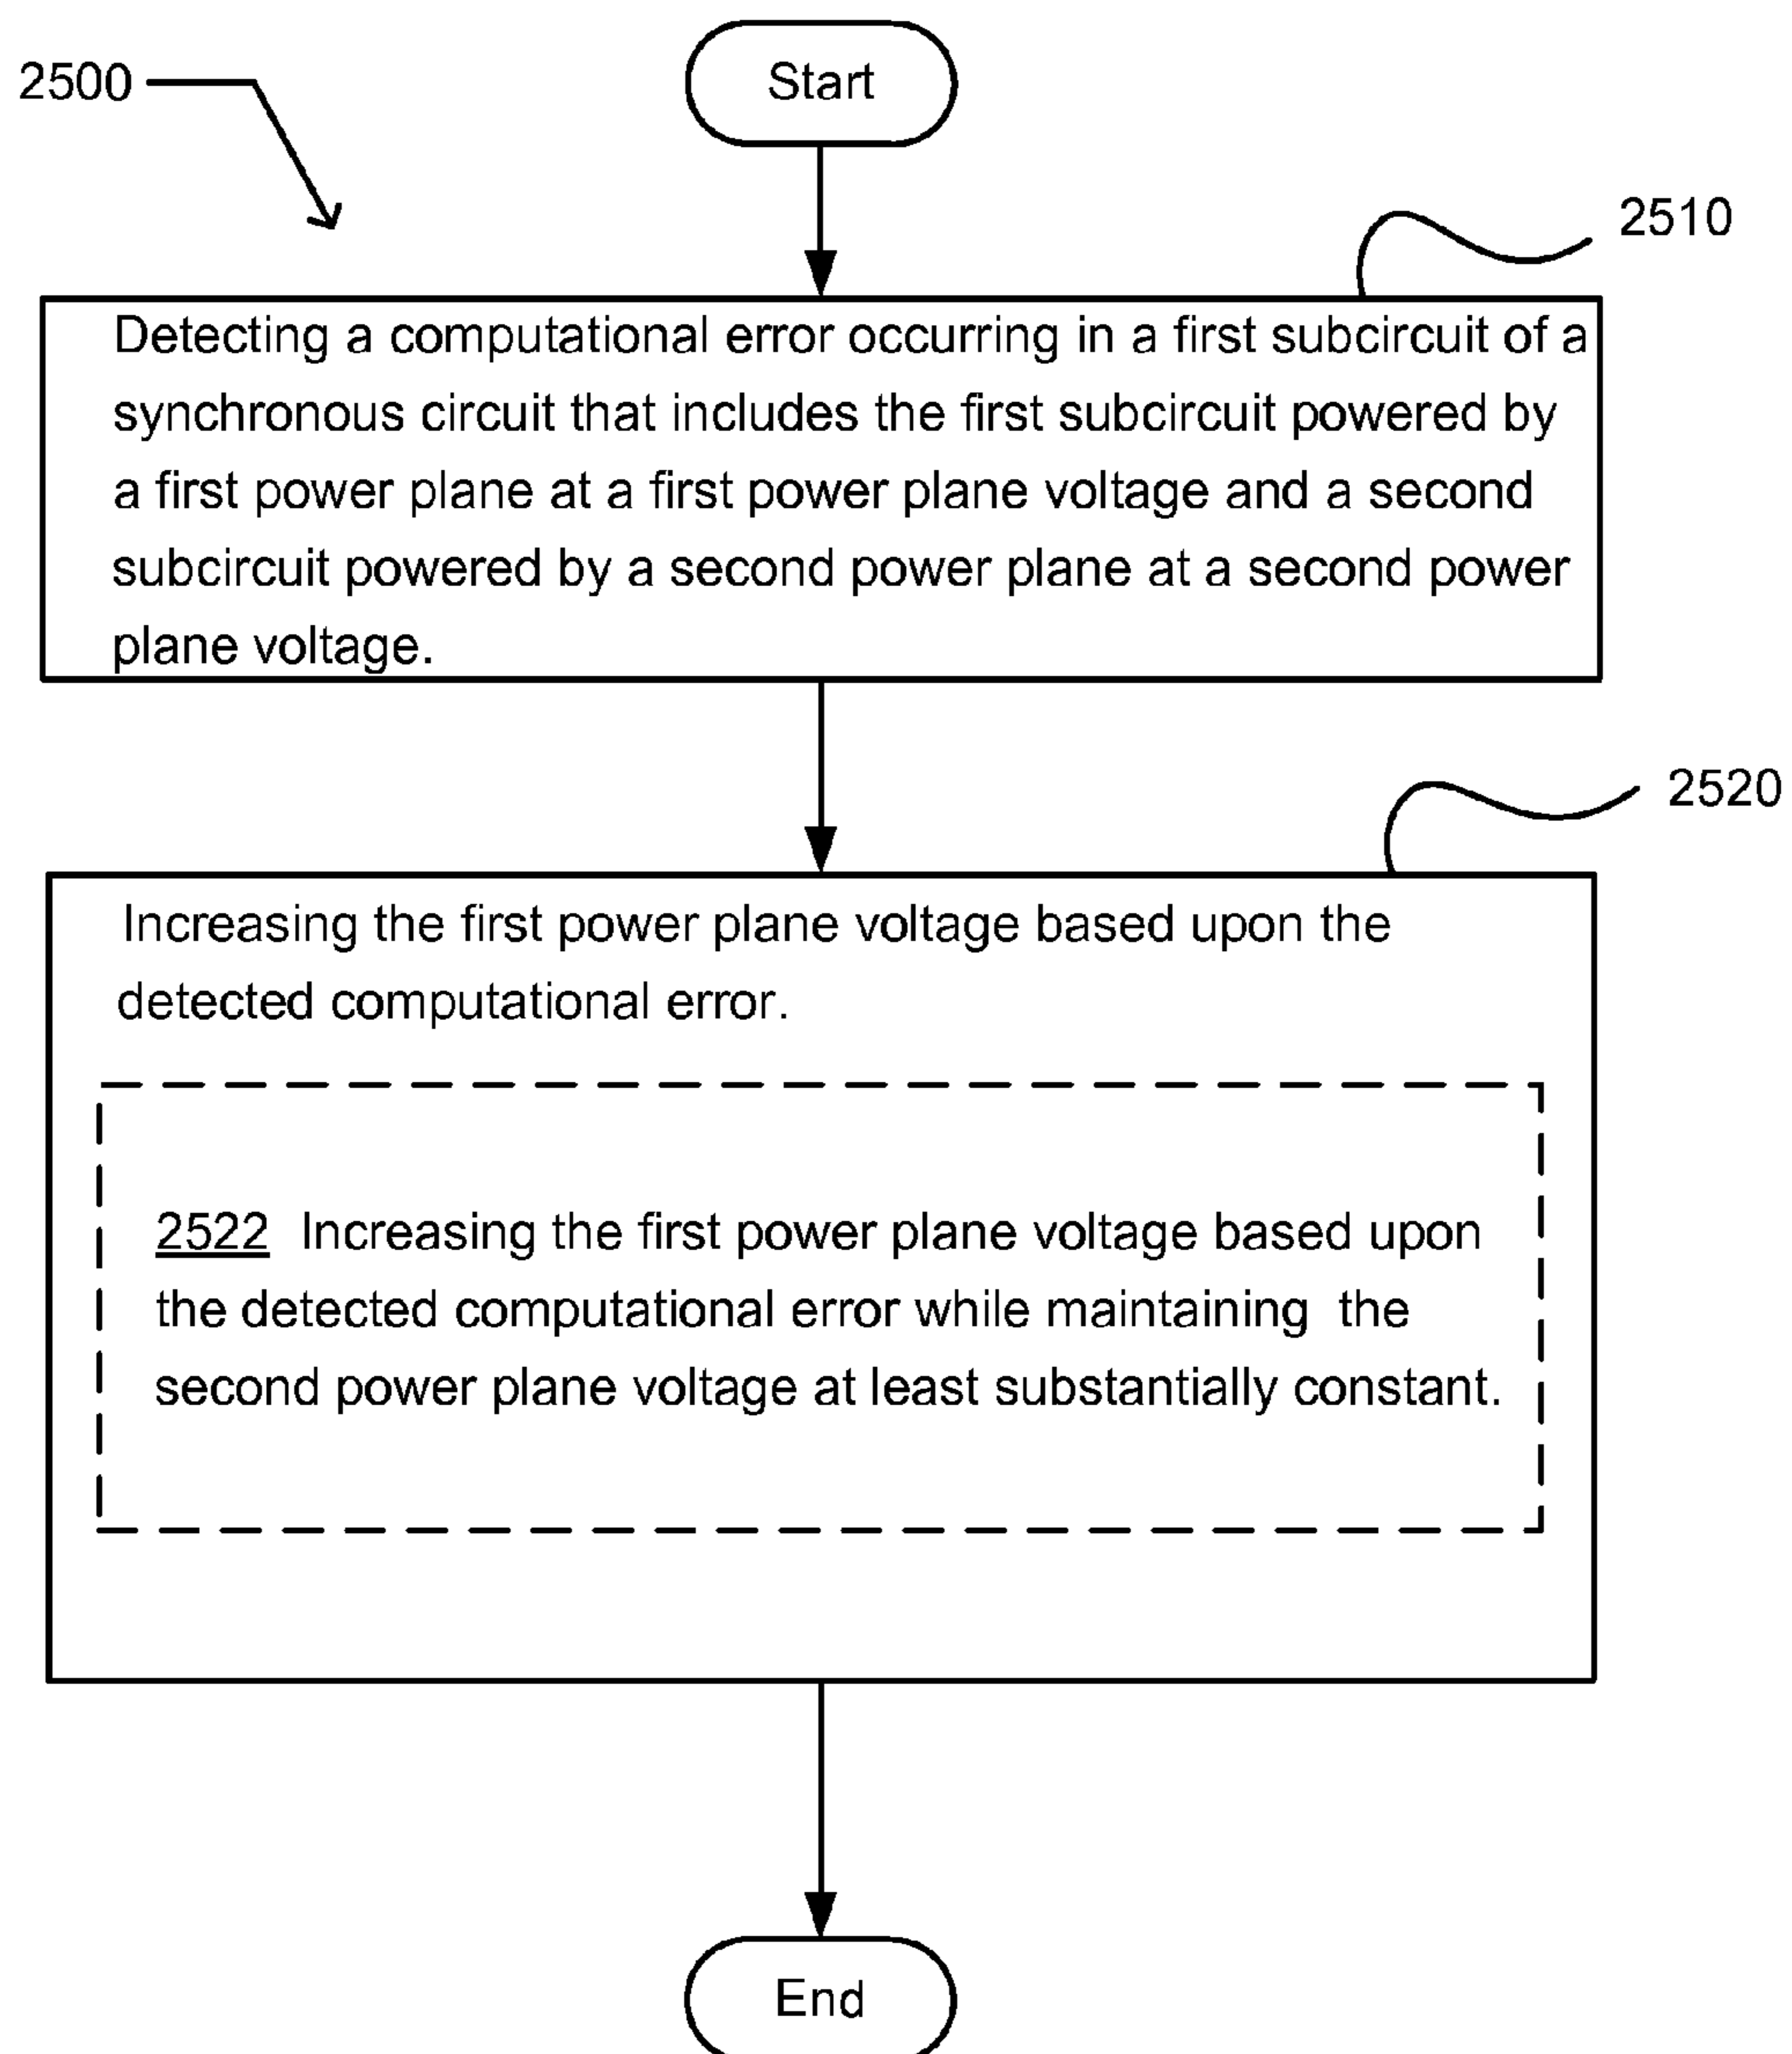 2500
Start
2510
Detecting a computational error occurring in a first subcircuit of a
synchronous circuit that includes the first subcircuit powered by
a first power plane at a first power plane voltage and a second
subcircuit powered by a second power plane at a second power
plane voltage.
2520
Increasing the first power plane voltage based upon the
detected computational error.
2522 Increasing the first power plane voltage based upon
the detected computational error while maintaining the
second power plane voltage at least substantially constant.
End